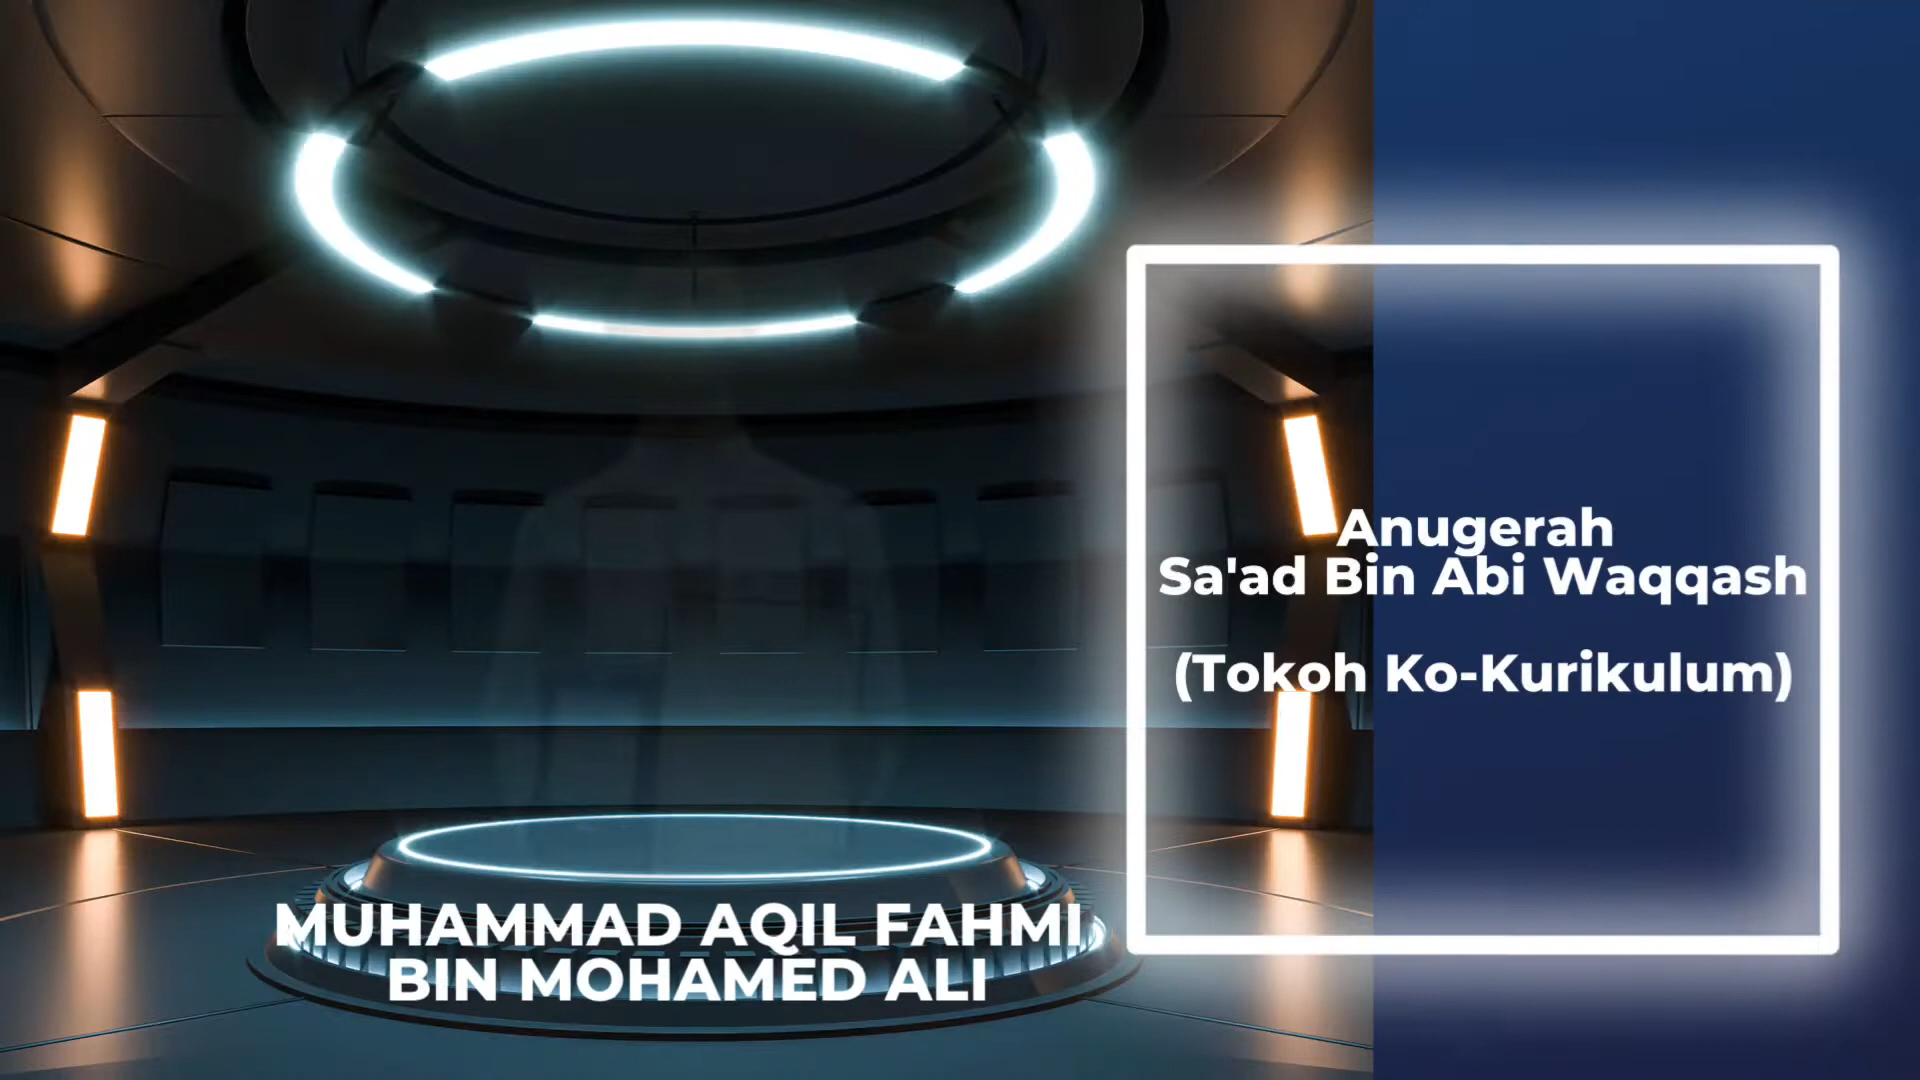 Anugerah
Sa'ad Bin Abi Waqqash
(Tokoh Ko-Kurikulum)
MUHAMMAD AQIL FAHMI
BIN MOHAMED ALI